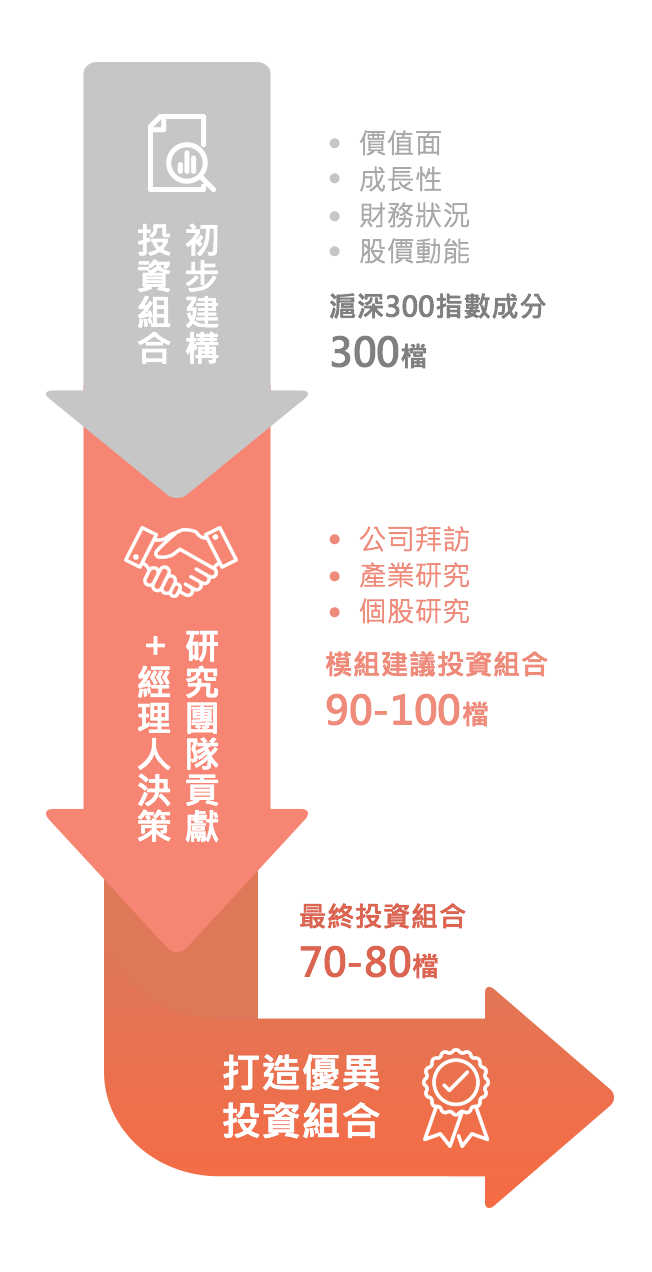 初步建構
投資組合
• 價值面
• 成長性
• 財務狀況
• 股價動能
滬深300指數成分
300檔
研究團隊貢獻
+經理人決策
• 公司拜訪
• 產業研究
• 個股研究
模組建議投資組合
90-100檔
最終投資組合
70-80檔
打造優異
投資組合